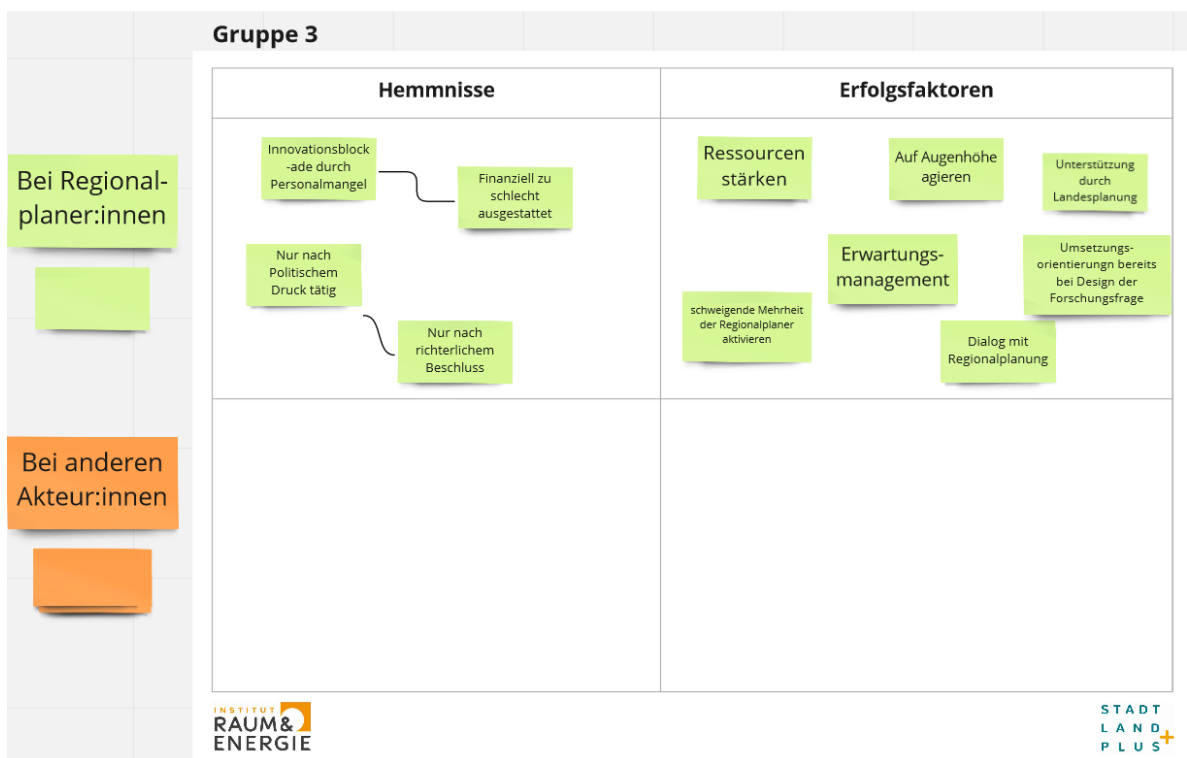 Gruppe 3
Hemmnisse
Erfolgsfaktoren
Bei Regional-
planer:innen
Innovationsblock
-ade durch
Personalmangel
Finanziell zu
schlecht
ausgestattet
Nur nach
Politischem
Druck tätig
Nur nach
richterlichem
Beschluss
Ressourcen
stärken
Auf Augenhöhe
agieren
Unterstützung
durch
Landesplanung
Erwartungs-
management
Umsetzungs-
orientierungn bereits
bei Design der
Forschungsfrage
schweigende Mehrheit
der Regionalplaner
aktivieren
Dialog mit
Regionalplanung
Bei anderen
Akteur:innen
INSTITUT
RAUM&
ENERGIE
STADT
LAND
PLUS+